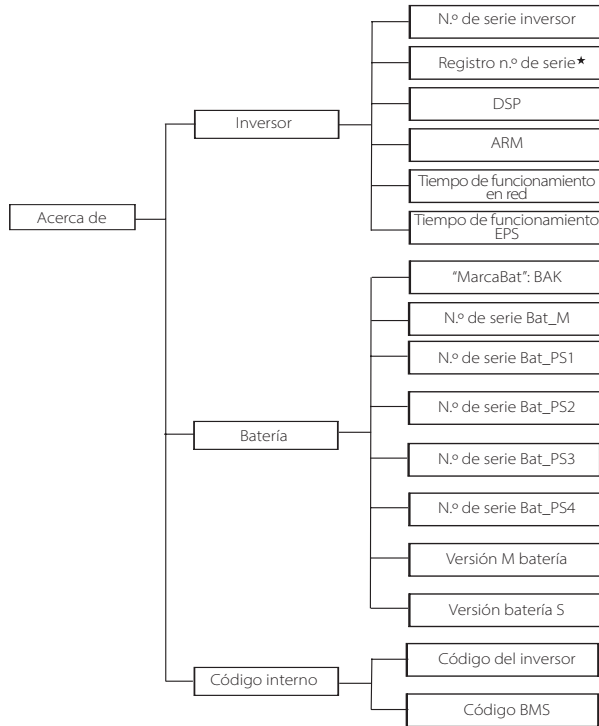 N.º de serie inversor
Registro n.º de serie★
DSP
Inversor
ARM
Tiempo de funcionamiento
en red
Acerca de
Tiempo de funcionamiento
EPS
“MarcaBat”: BAK
N.º de serie Bat_M
N.º de serie Bat_PS1
N.º de serie Bat_PS2
Batería
N.º de serie Bat_PS3
N.º de serie Bat_PS4
Versión M batería
Versión batería S
Código del inversor
Código interno
Código BMS